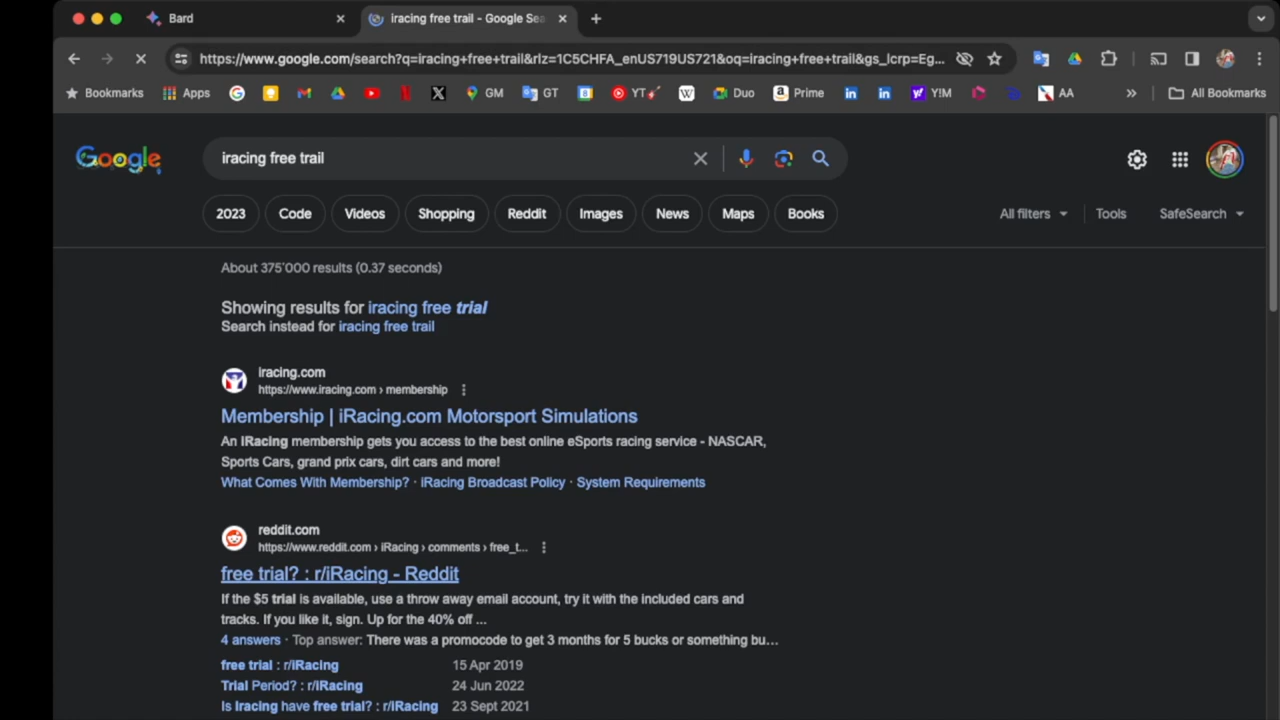 Bard
iracing free trail - Google Sea
https://www.google.com/search?q=iracing+free+trail&rlz=1C5CHFA_enUS719US721&oq=iracing+free+trail&gs_lcrp=Eg...
Bookmarks Apps GM GT YT Duo Prime Y!M AA » All Bookmarks
Google iracing free trail
2023 Code Videos Shopping Reddit Images News Maps Books All filters Tools SafeSearch
About 375'000 results (0.37 seconds)
Showing results for iracing free trial
Search instead for iracing free trail
iracing.com
https://www.iracing.com › membership
Membership | iRacing.com Motorsport Simulations
An iRacing membership gets you access to the best online eSports racing service - NASCAR,
Sports Cars, grand prix cars, dirt cars and more!
What Comes With Membership? · iRacing Broadcast Policy · System Requirements
reddit.com
https://www.reddit.com › iRacing › comments › free_t...
free trial? : r/iRacing - Reddit
If the $5 trial is available, use a throw away email account, try it with the included cars and
tracks. If you like it, sign. Up for the 40% off ...
4 answers · Top answer: There was a promocode to get 3 months for 5 bucks or something bu...
free trial : r/iRacing 15 Apr 2019
Trial Period? : r/iRacing 24 Jun 2022
Is Iracing have free trial? : r/iRacing 23 Sept 2021